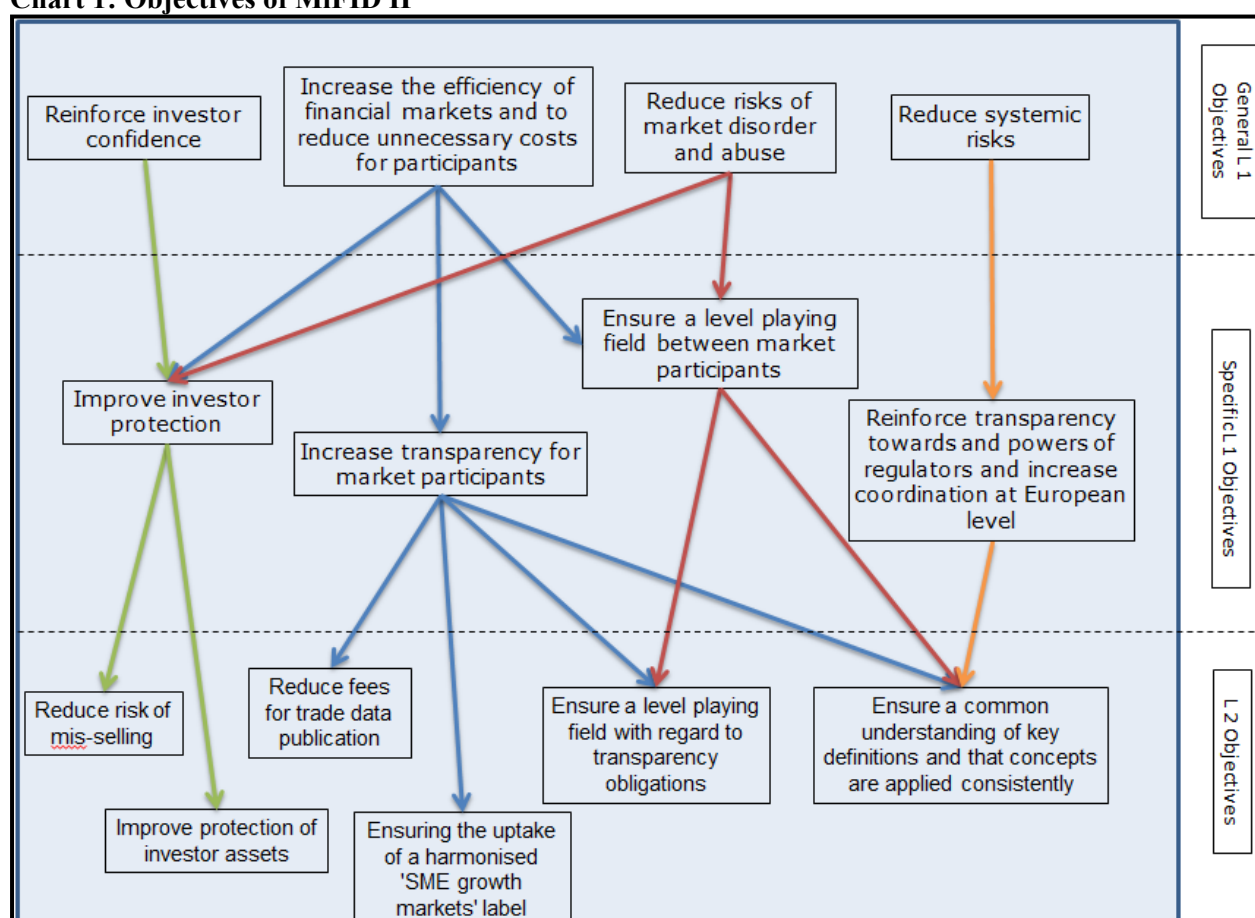 Chart 1: Objectives of MiFID II
Reinforce investor
confidence
Increase the efficiency of
financial markets and to
reduce unnecessary costs
for participants
Reduce risks of
market disorder
and abuse
Reduce systemic
risks
General L 1
Objectives
Improve investor
protection
Increase transparency for
market participants
Ensure a level playing
field between market
participants
Reinforce transparency
towards and powers of
regulators and increase
coordination at European
level
Specific L 1 Objectives
Reduce risk of
mis-selling
Improve protection of
investor assets
Reduce fees
for trade data
publication
Ensuring the uptake
of a harmonised
'SME growth
markets' label
Ensure a level playing
field with regard to
transparency
obligations
Ensure a common
understanding of key
definitions and that concepts
are applied consistently
L 2 Objectives